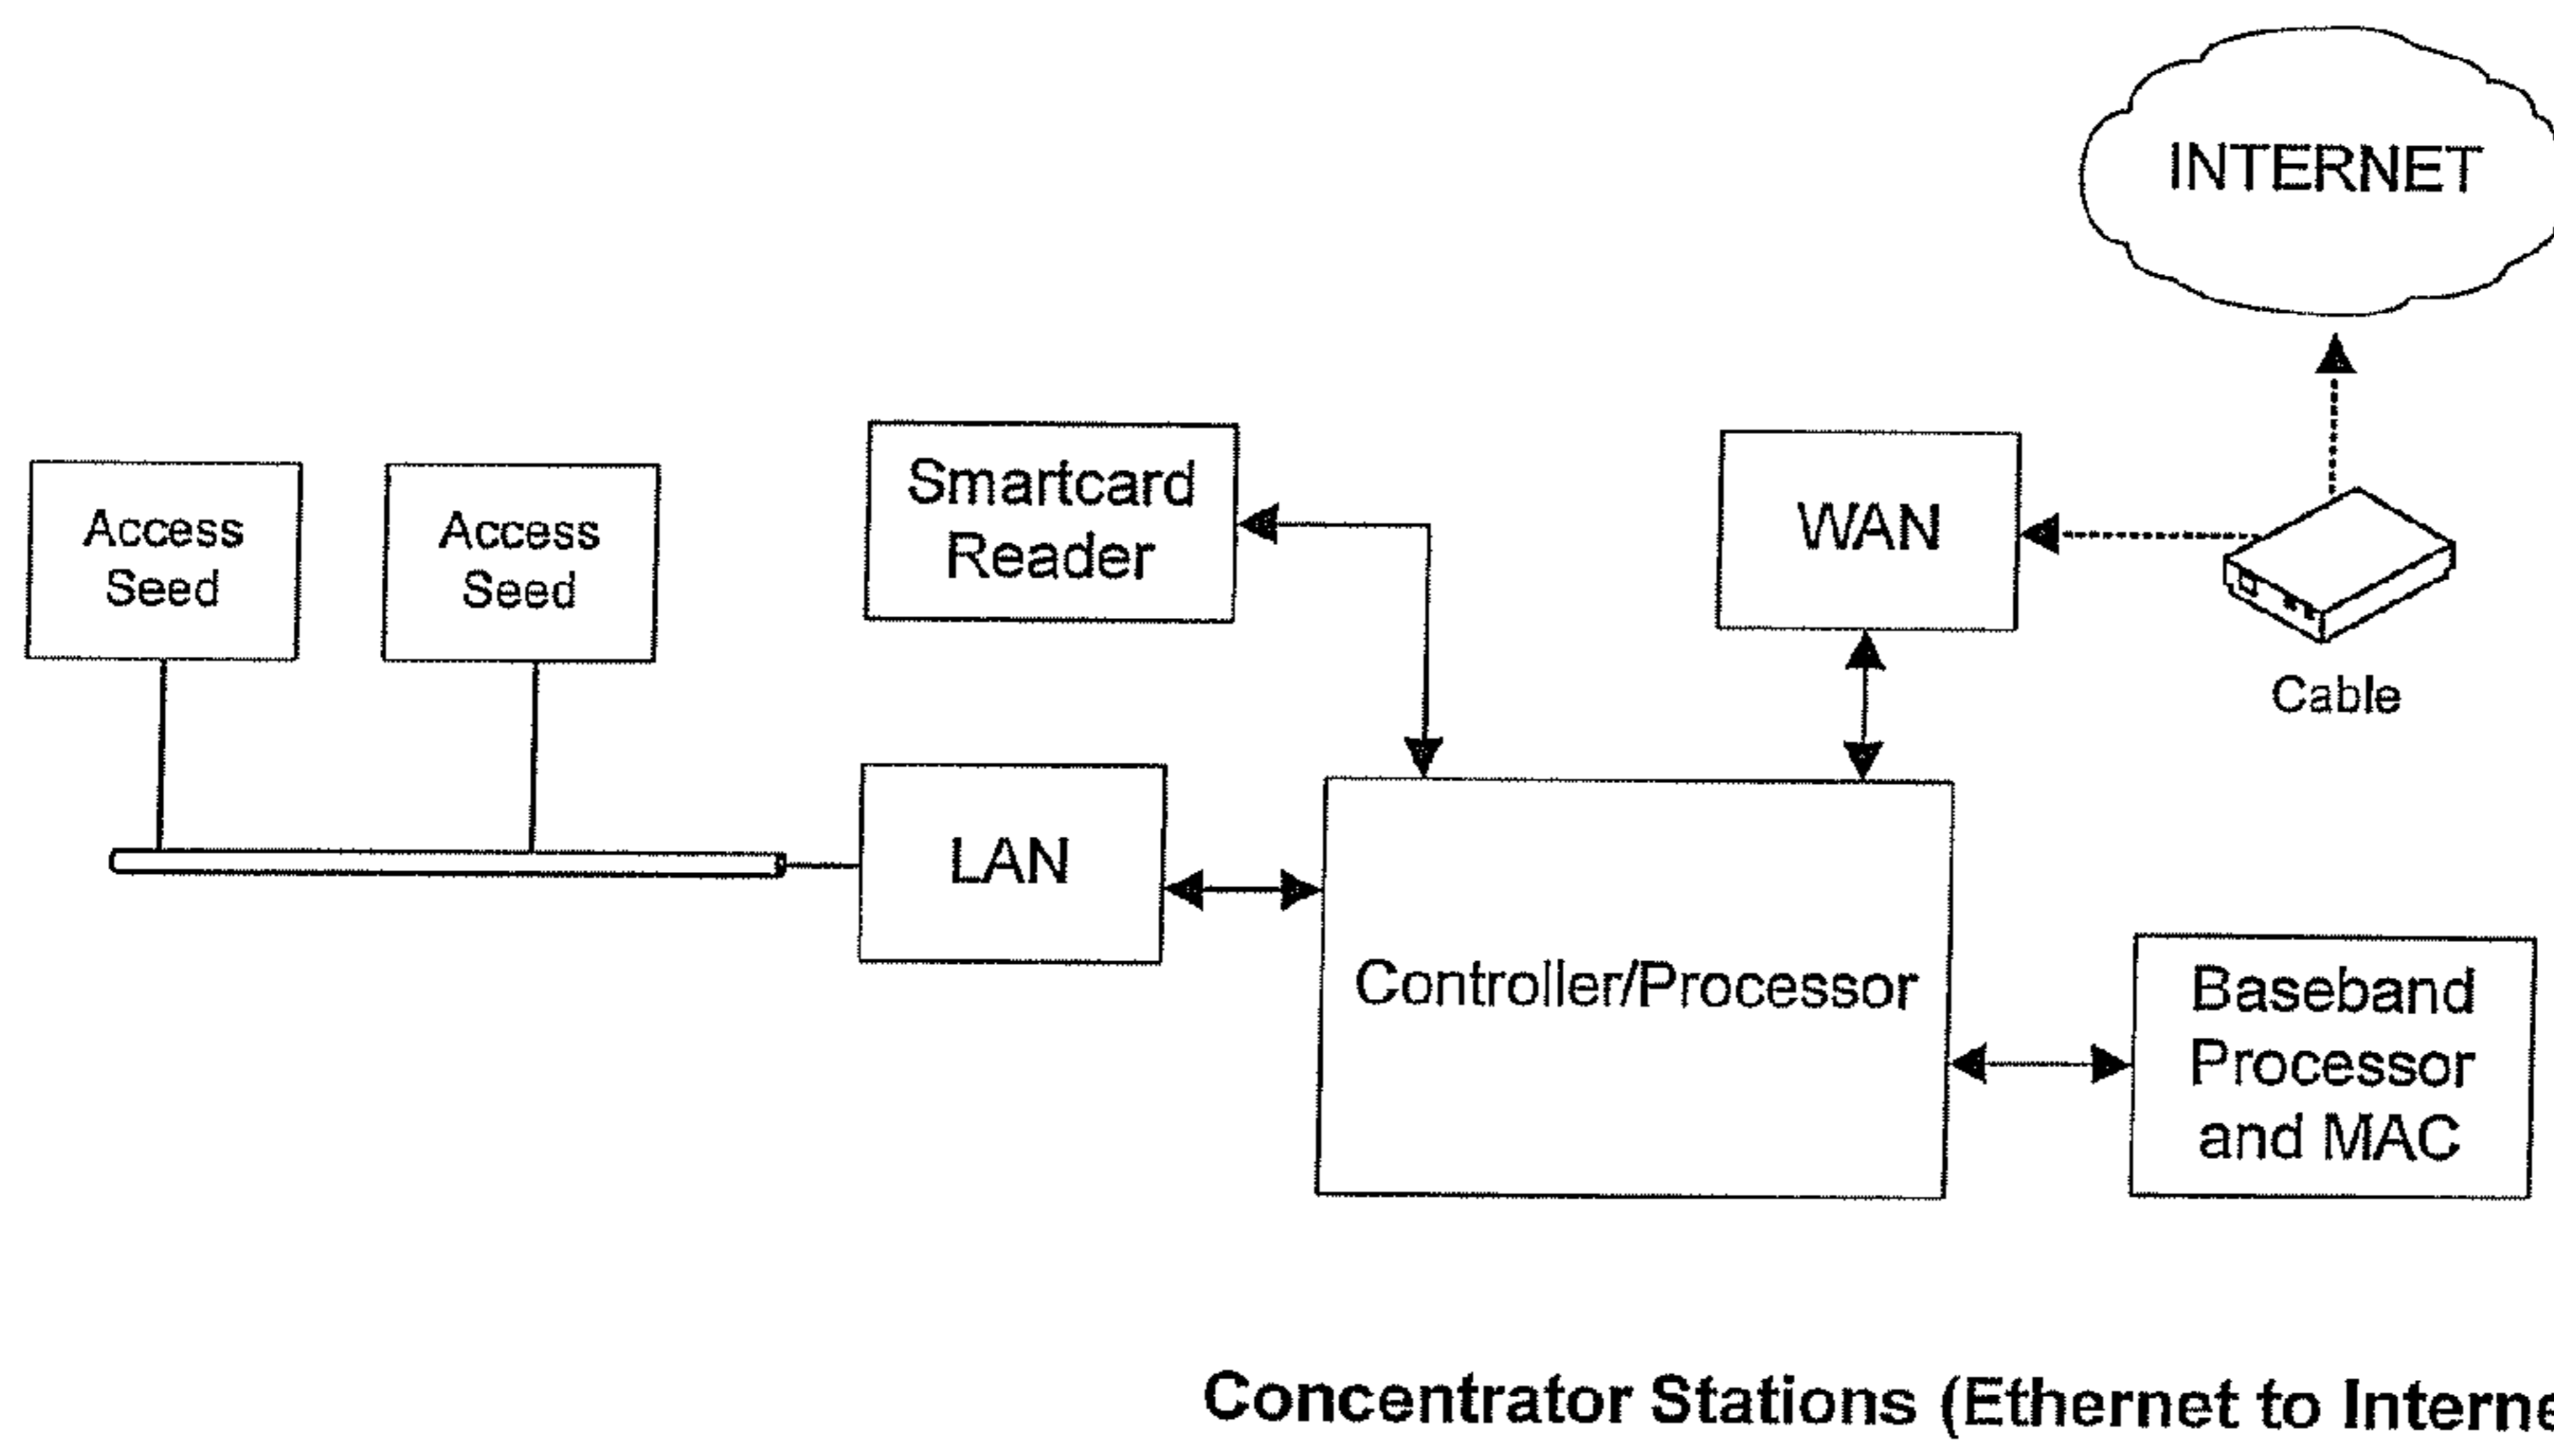 INTERNET
Access
Seed
Access
Seed
Smartcard
Reader
WAN
Cable
LAN
Controller/Processor
Baseband
Processor
and MAC
Concentrator Stations (Ethernet to